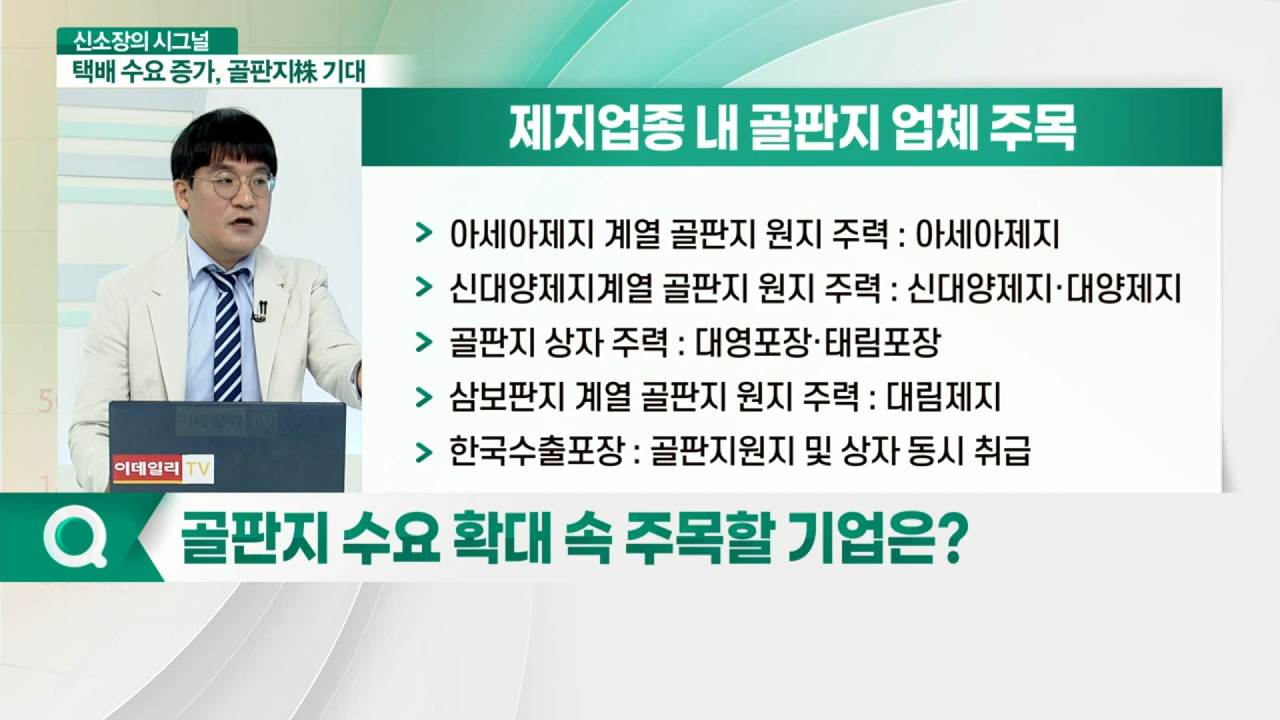 신소장의 시그널
택배 수요 증가, 골판지株 기대
제지업종 내 골판지 업체 주목
> 아세아제지 계열 골판지 원지 주력 : 아세아제지
> 신대양제지계열 골판지 원지 주력 : 신대양제지·대양제지
> 골판지 상자 주력 : 대영포장·태림포장
> 삼보판지 계열 골판지 원지 주력 : 대림제지
> 한국수출포장 : 골판지원지 및 상자 동시 취급
이데일리 TV
이데일리 TV
Q 골판지 수요 확대 속 주목할 기업은?